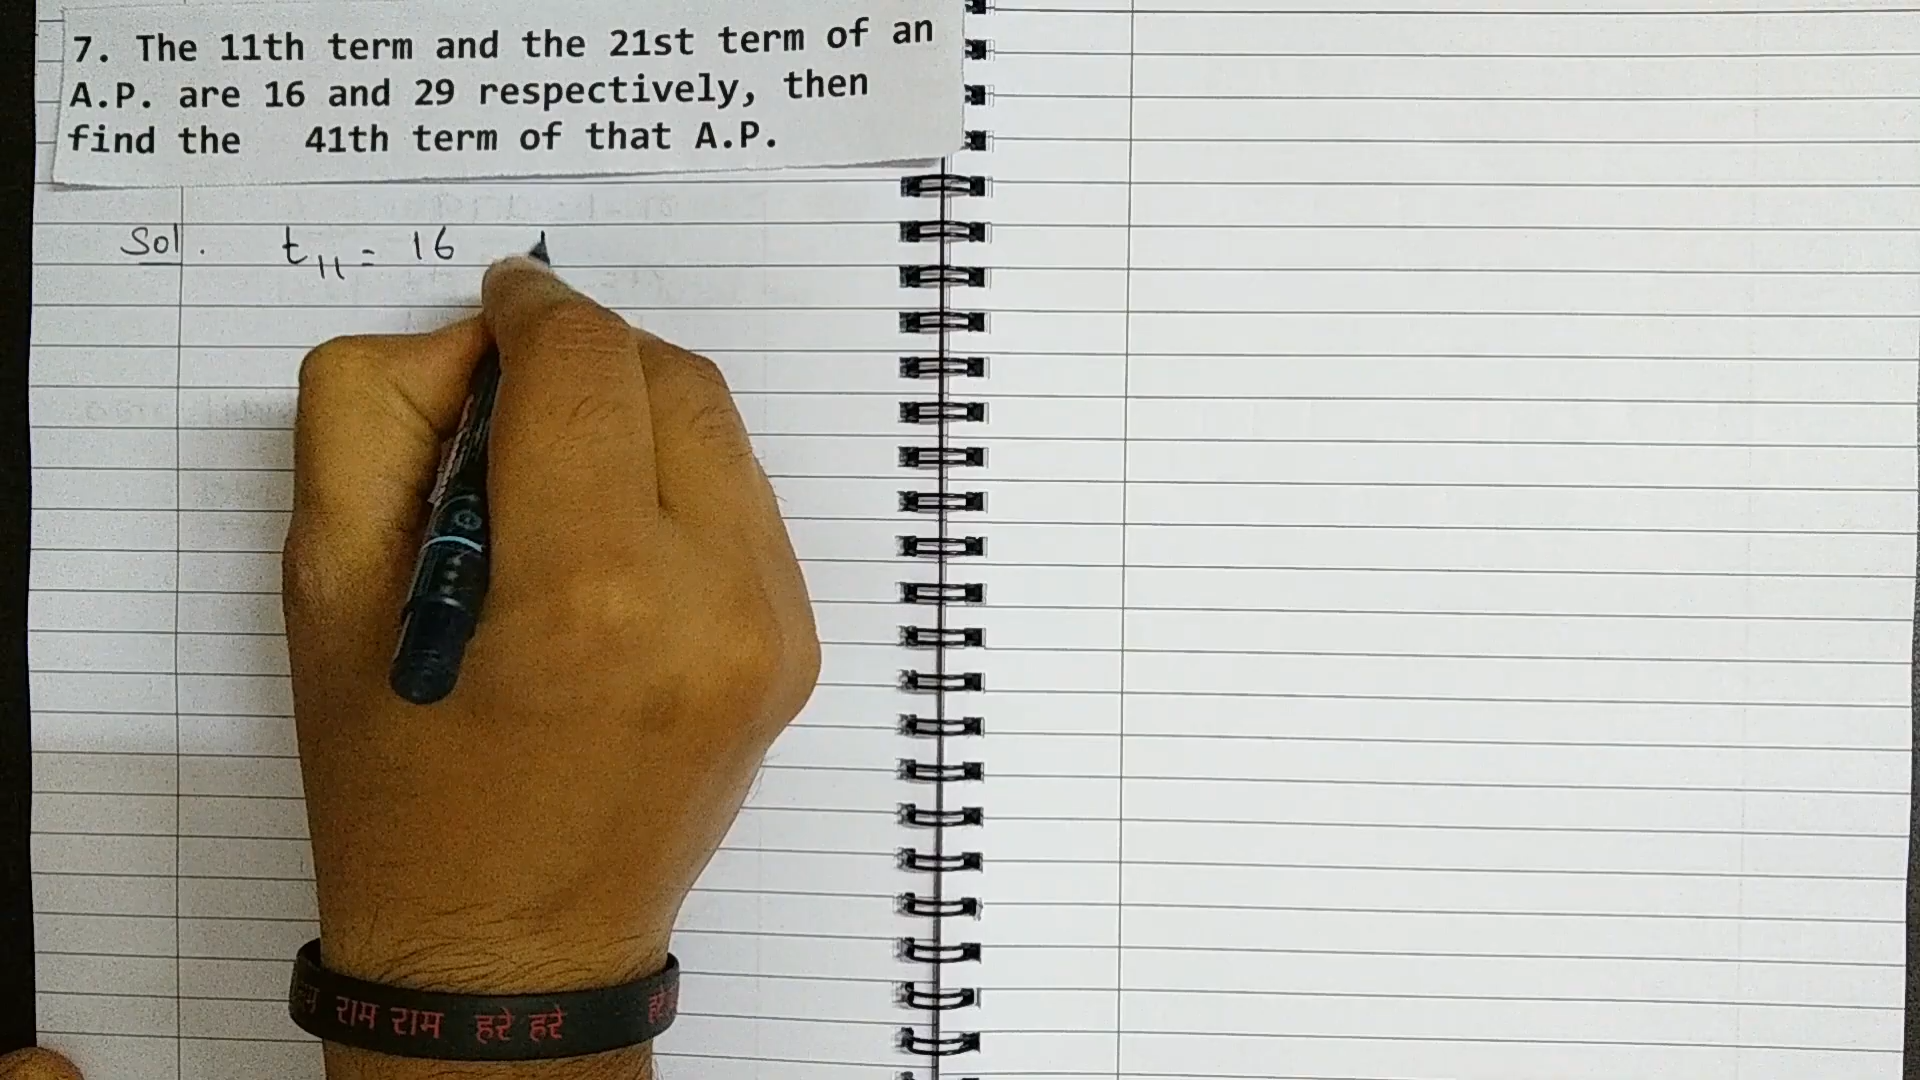 7. The 11th term and the 21st term of an
A.P. are 16 and 29 respectively, then
find the 41th term of that A.P.
Sol. t11 = 16
राम राम हरे हरे